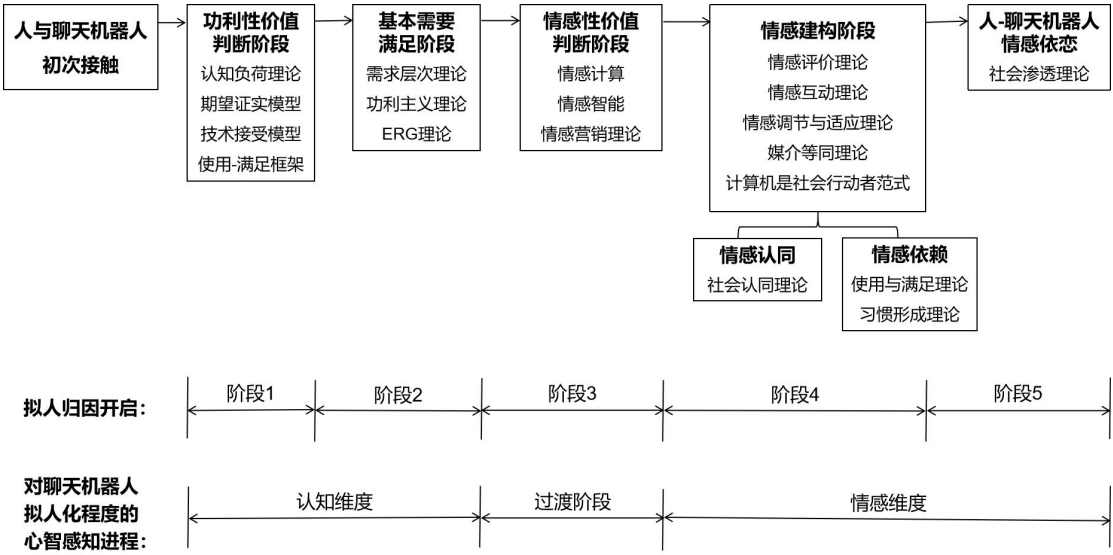 人与聊天机器人
初次接触
功利性价值
判断阶段
认知负荷理论
期望证实模型
技术接受模型
使用-满足框架
基本需要
满足阶段
需求层次理论
功利主义理论
ERG理论
情感性价值
判断阶段
情感计算
情感智能
情感营销理论
情感建构阶段
情感评价理论
情感互动理论
情感调节与适应理论
媒介等同理论
计算机是社会行动者范式
人-聊天机器人
情感依恋
社会渗透理论
情感认同
社会认同理论
情感依赖
使用与满足理论
习惯形成理论
拟人归因开启:
阶段1
阶段2
阶段3
阶段4
阶段5
对聊天机器人
拟人化程度的
心智感知进程:
认知维度
过渡阶段
情感维度